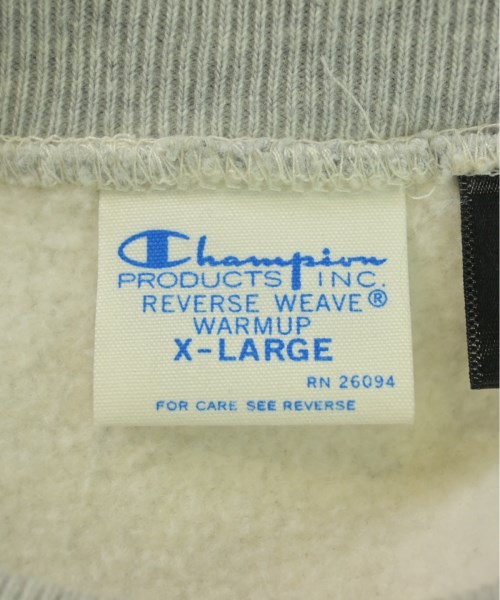 Champion
PRODUCTS INC.
REVERSE WEAVE®
WARMUP
X-LARGE
RN 26094
FOR CARE SEE REVERSE